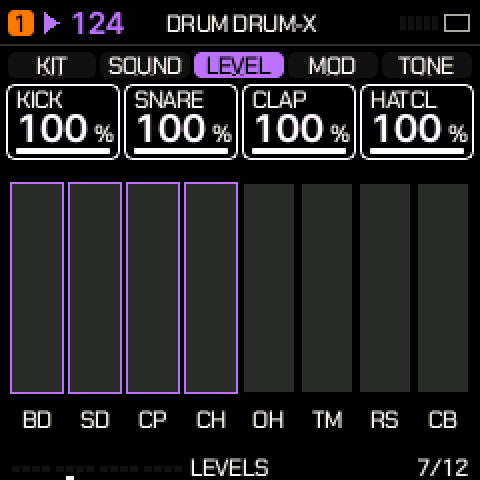 1 124 DRUM DRUM-X
KIT SOUND LEVEL MOD TONE
KICK SNARE CLAP HATCL
100 % 100 % 100 % 100 %
BD SD CP CH OH TM RS CB
LEVELS 7/12